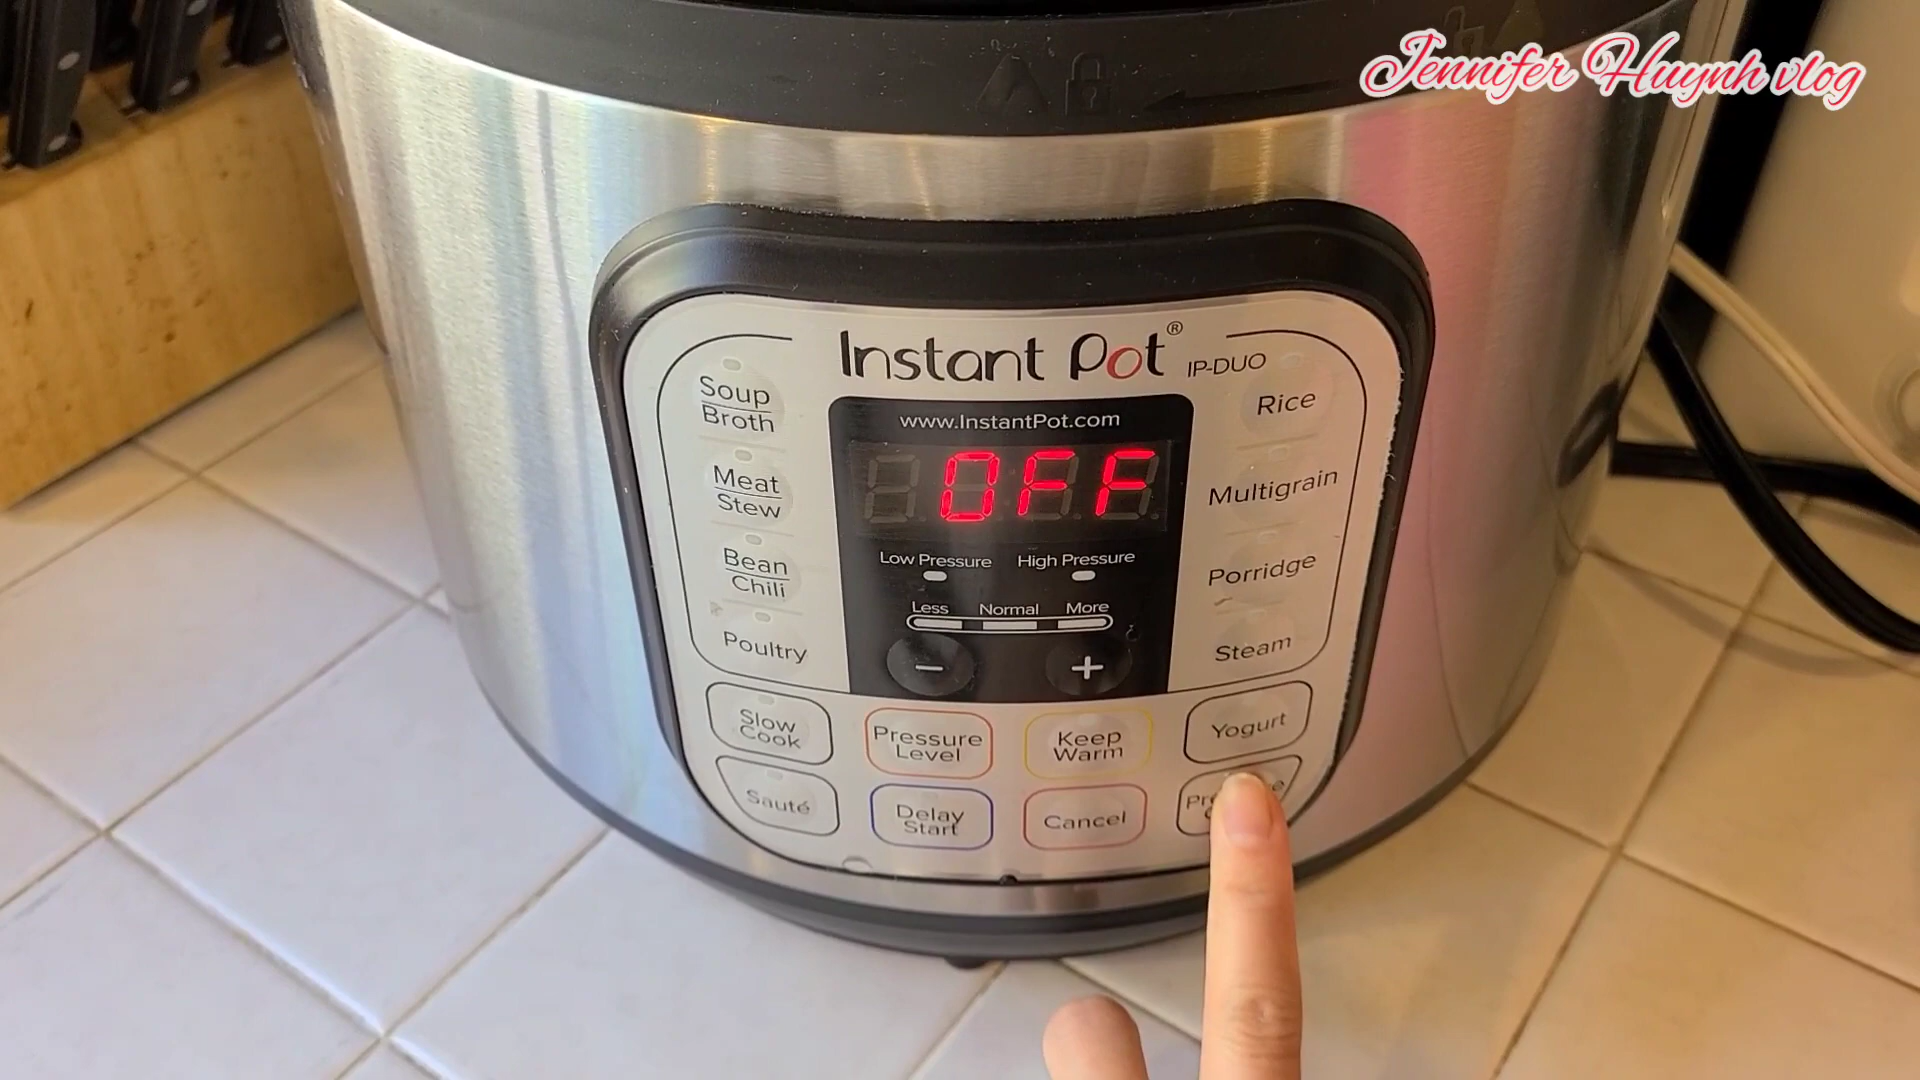 Jennifer Huynh vlog
Instant Pot® IP-DUO
www.InstantPot.com
OFF
Low Pressure High Pressure
Less Normal More
− +
Soup
Broth
Meat
Stew
Bean
Chili
Poultry
Rice
Multigrain
Porridge
Steam
Slow
Cook
Pressure
Level
Keep
Warm
Yogurt
Sauté
Delay
Start
Cancel